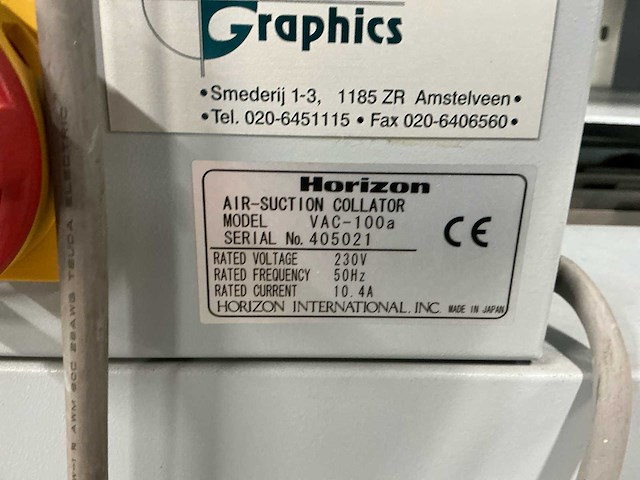 Graphics
•Smederij 1-3, 1185 ZR Amstelveen•
•Tel. 020-6451115 • Fax 020-6406560•
Horizon
AIR-SUCTION COLLATOR
MODEL VAC-100a
SERIAL No. 405021
CE
RATED VOLTAGE 230V
RATED FREQUENCY 50Hz
RATED CURRENT 10.4A
HORIZON INTERNATIONAL. INC. MADE IN JAPAN